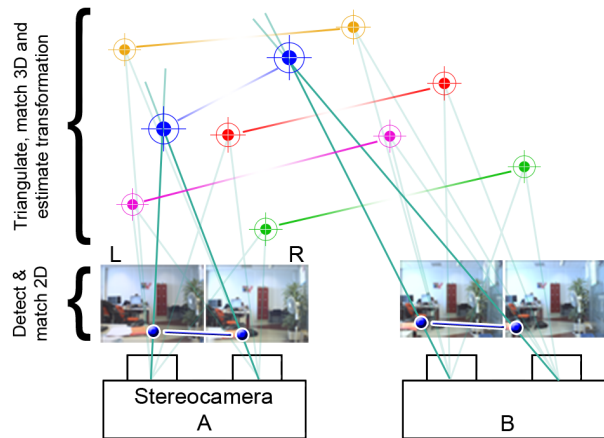 Triangulate, match 3D and
estimate transformation
L
R
Detect &
match 2D
Stereocamera
A
B